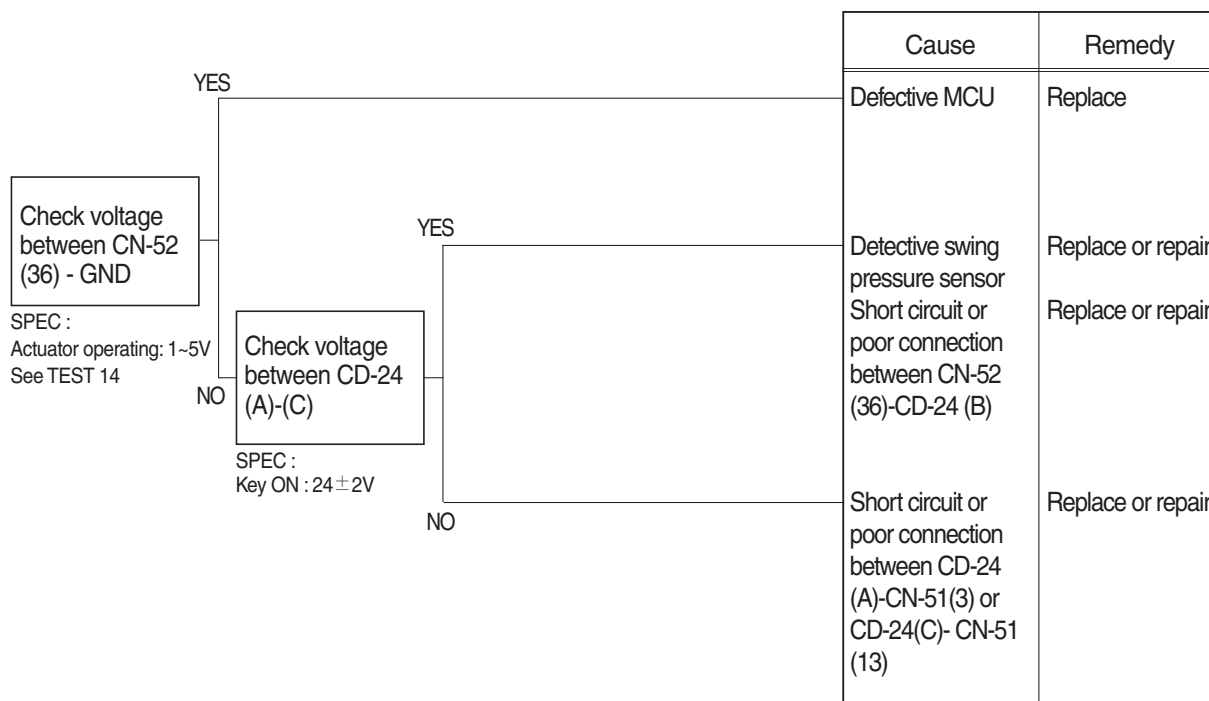 Cause Remedy
YES
Defective MCU Replace
Check voltage
between CN-52
(36) - GND
SPEC :
Actuator operating: 1~5V
See TEST 14
NO
YES
Detective swing Replace or repair
pressure sensor
Short circuit or Replace or repair
poor connection
between CN-52
(36)-CD-24 (B)
Check voltage
between CD-24
(A)-(C)
SPEC :
Key ON : 24±2V
NO
Short circuit or Replace or repair
poor connection
between CD-24
(A)-CN-51(3) or
CD-24(C)- CN-51
(13)